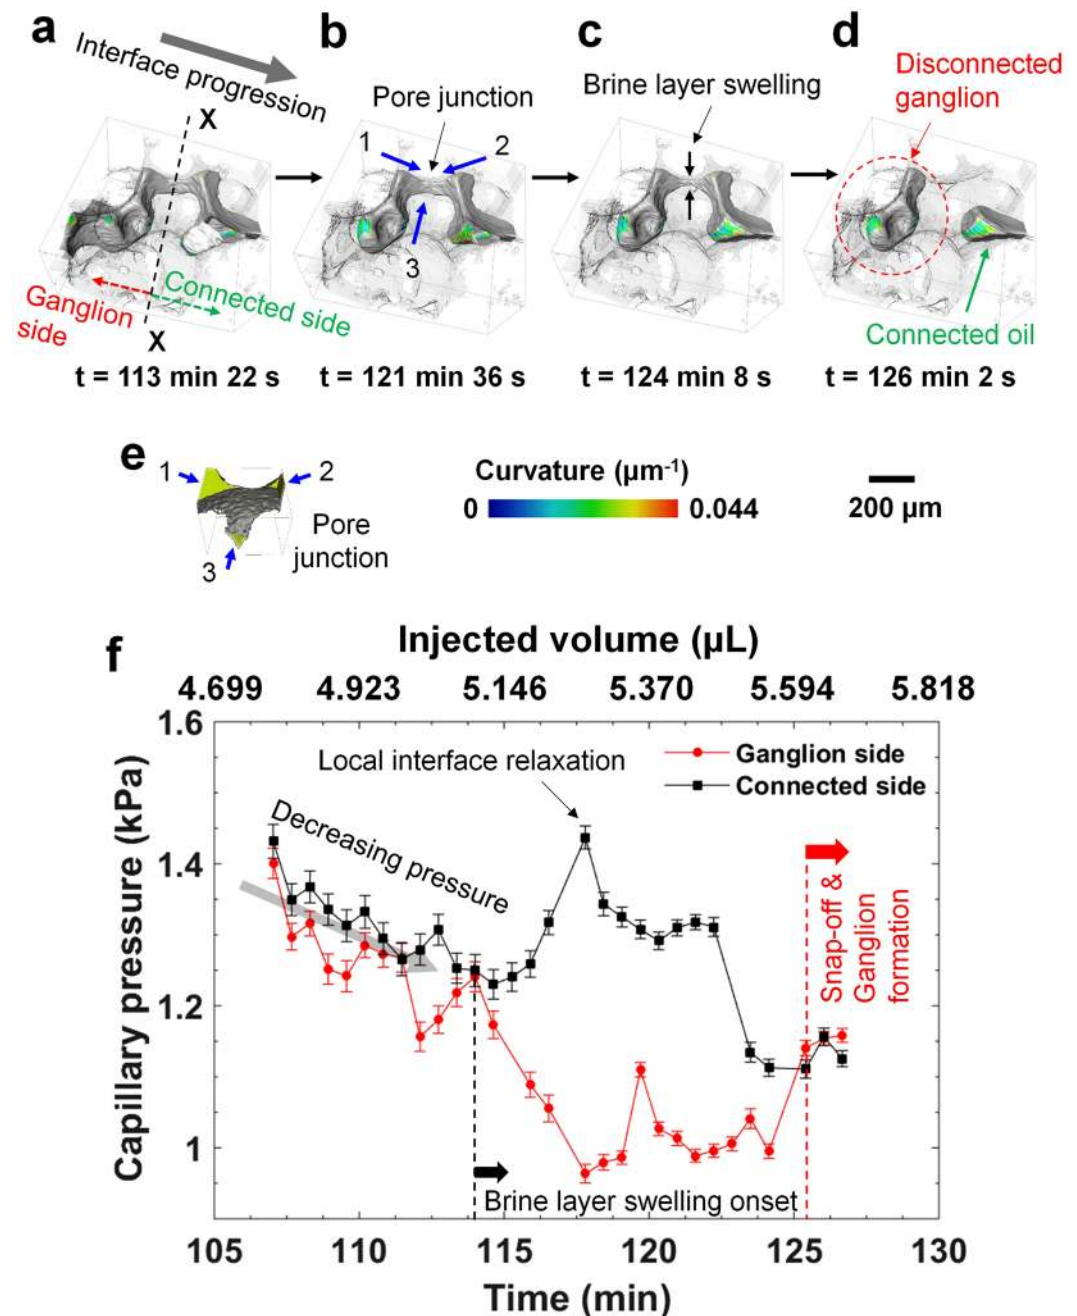 a
b
c
d
Interface progression
X
Pore junction
1
2
3
Brine layer swelling
Disconnected
ganglion
Ganglion
side
Connected side
X
Connected oil
t = 113 min 22 s
t = 121 min 36 s
t = 124 min 8 s
t = 126 min 2 s
e
1
2
3
Pore
junction
Curvature (µm⁻¹)
0
0.044
200 µm
f
Injected volume (µL)
4.699 4.923 5.146 5.370 5.594 5.818
Capillary pressure (kPa)
1.6
1.4
1.2
1
Local interface relaxation
Decreasing pressure
Ganglion side
Connected side
Snap-off &
Ganglion
formation
Brine layer swelling onset
105 110 115 120 125 130
Time (min)